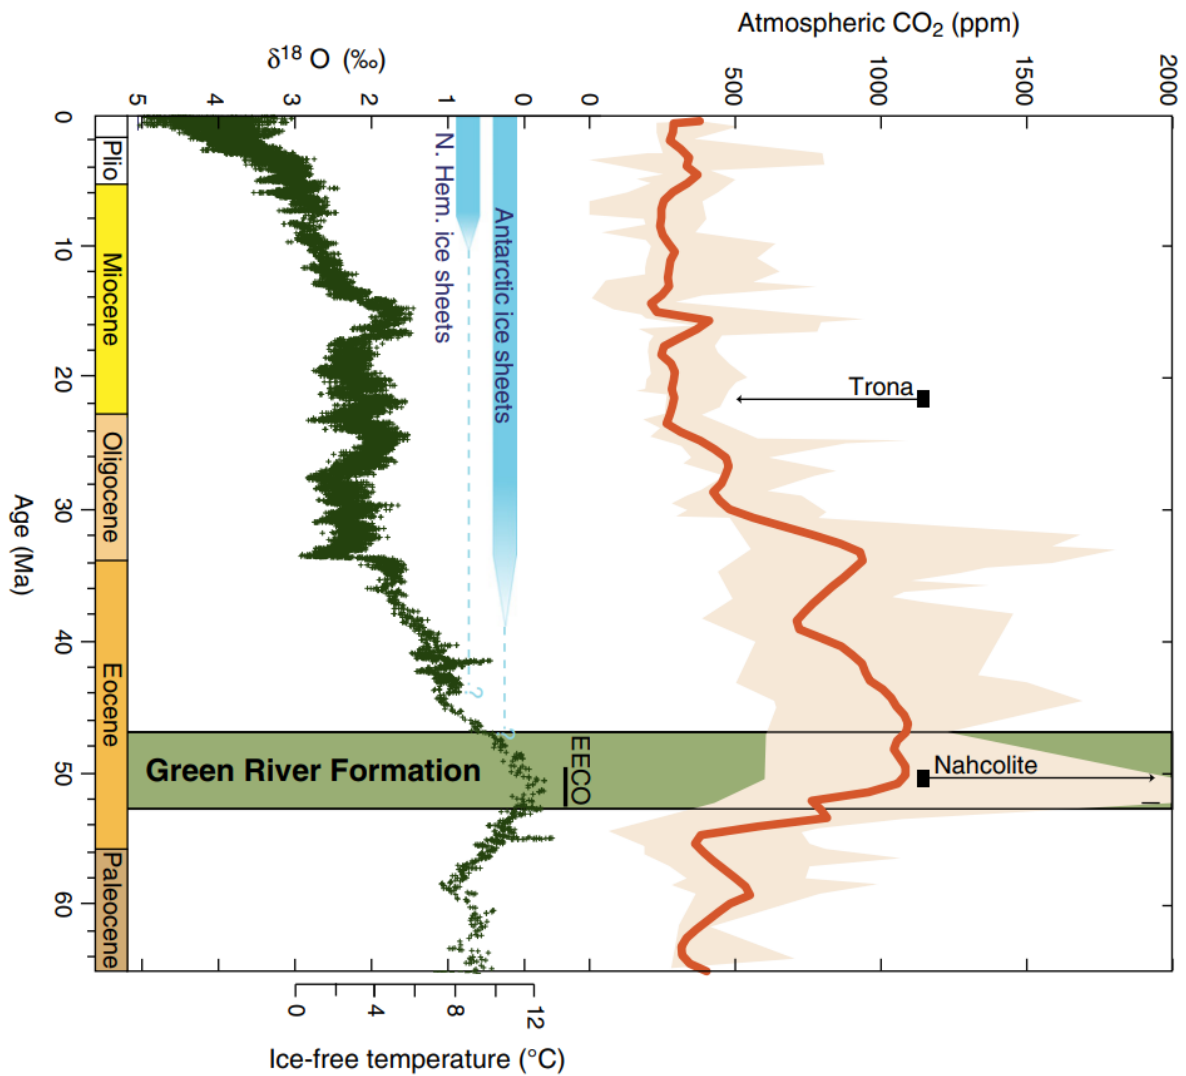 Atmospheric CO₂ (ppm)
0
500
1000
1500
2000
δ¹⁸ O (‰)
5
4
3
2
1
0
Age (Ma)
0
10
20
30
40
50
60
Plio
Miocene
Oligocene
Eocene
Paleocene
N. Hem. ice sheets
Antarctic ice sheets
?
?
Trona
Nahcolite
EECO
Green River Formation
0
4
8
12
Ice-free temperature (°C)